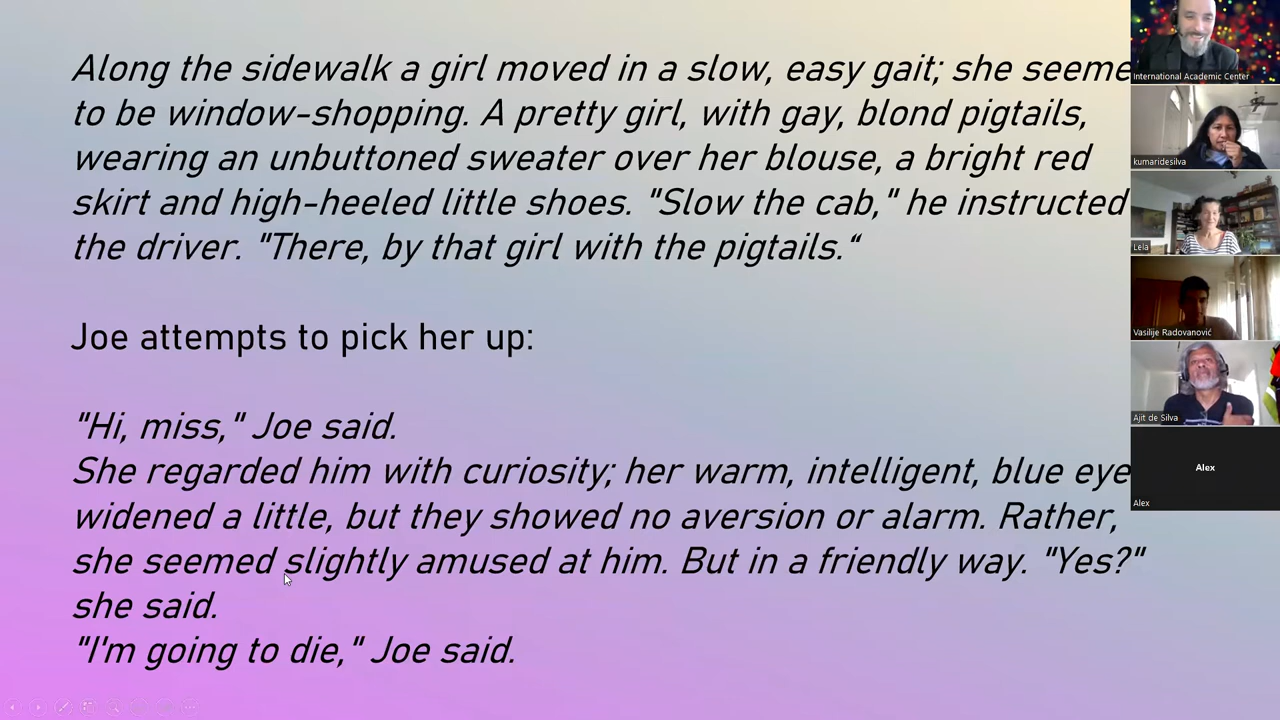 Along the sidewalk a girl moved in a slow, easy gait; she seeme
to be window-shopping. A pretty girl, with gay, blond pigtails,
wearing an unbuttoned sweater over her blouse, a bright red
skirt and high-heeled little shoes. "Slow the cab," he instructed
the driver. "There, by that girl with the pigtails.“
Joe attempts to pick her up:
"Hi, miss," Joe said.
She regarded him with curiosity; her warm, intelligent, blue eye
widened a little, but they showed no aversion or alarm. Rather,
she seemed slightly amused at him. But in a friendly way. "Yes?"
she said.
"I'm going to die," Joe said.
International Academic Center
kumaridesilva
Lela
Vasilije Radovanović
Ajit de Silva
Alex
Alex